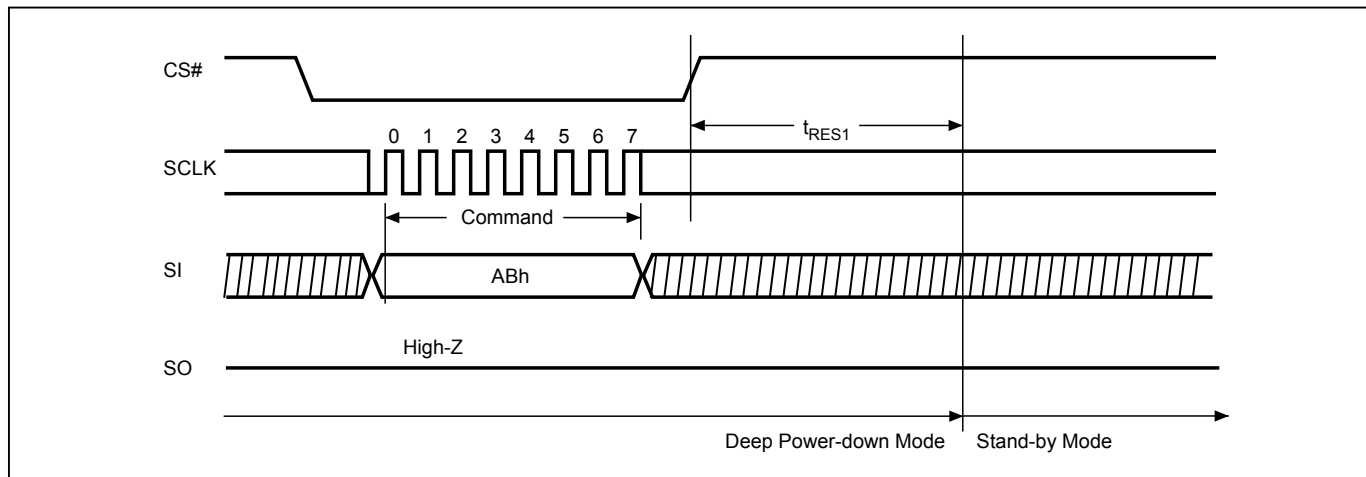 CS#
tRES1
0 1 2 3 4 5 6 7
SCLK
Command
SI
ABh
High-Z
SO
Deep Power-down Mode
Stand-by Mode